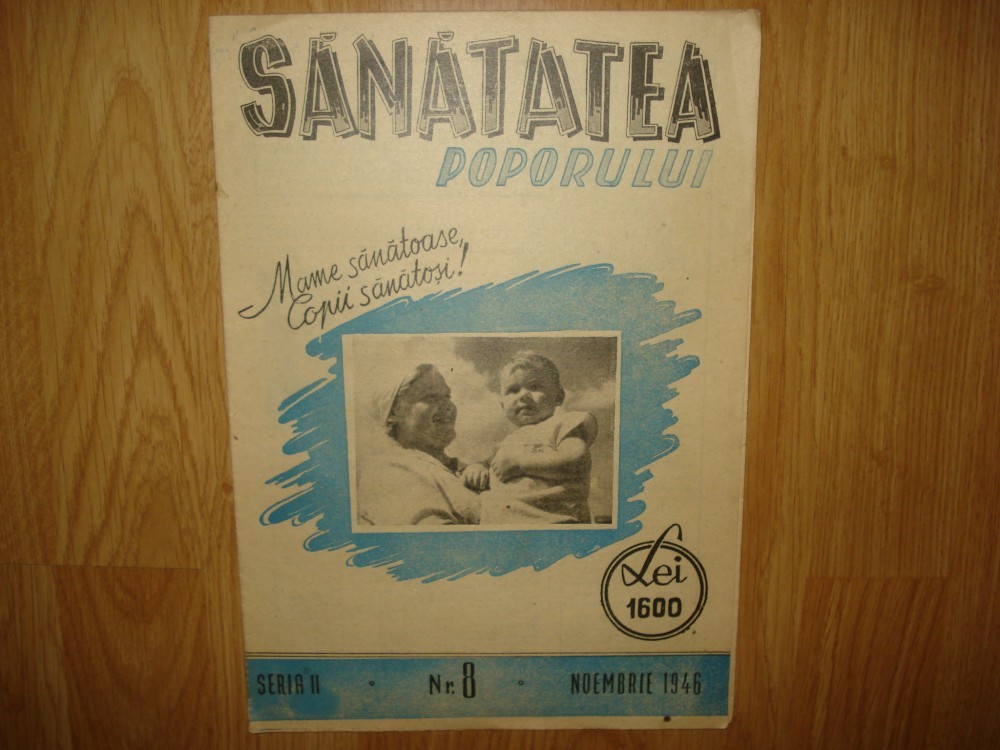 SĂNĂTATEA
POPORULUI
Mame sănătoase,
Copii sănătoși!
Lei
1600
SERIA II • Nr. 8 • NOEMBRIE 1946